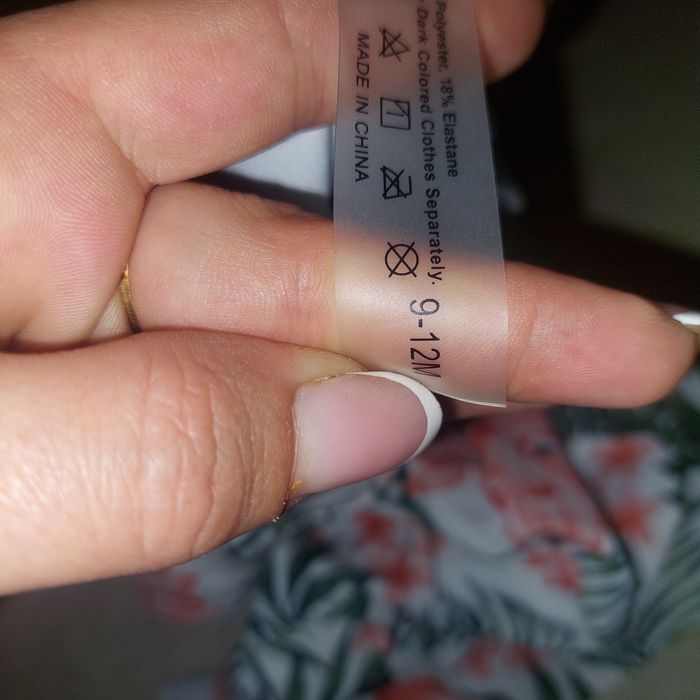 Polyester, 18% Elastane
Dark Colored Clothes Separately.
9-12M
MADE IN CHINA